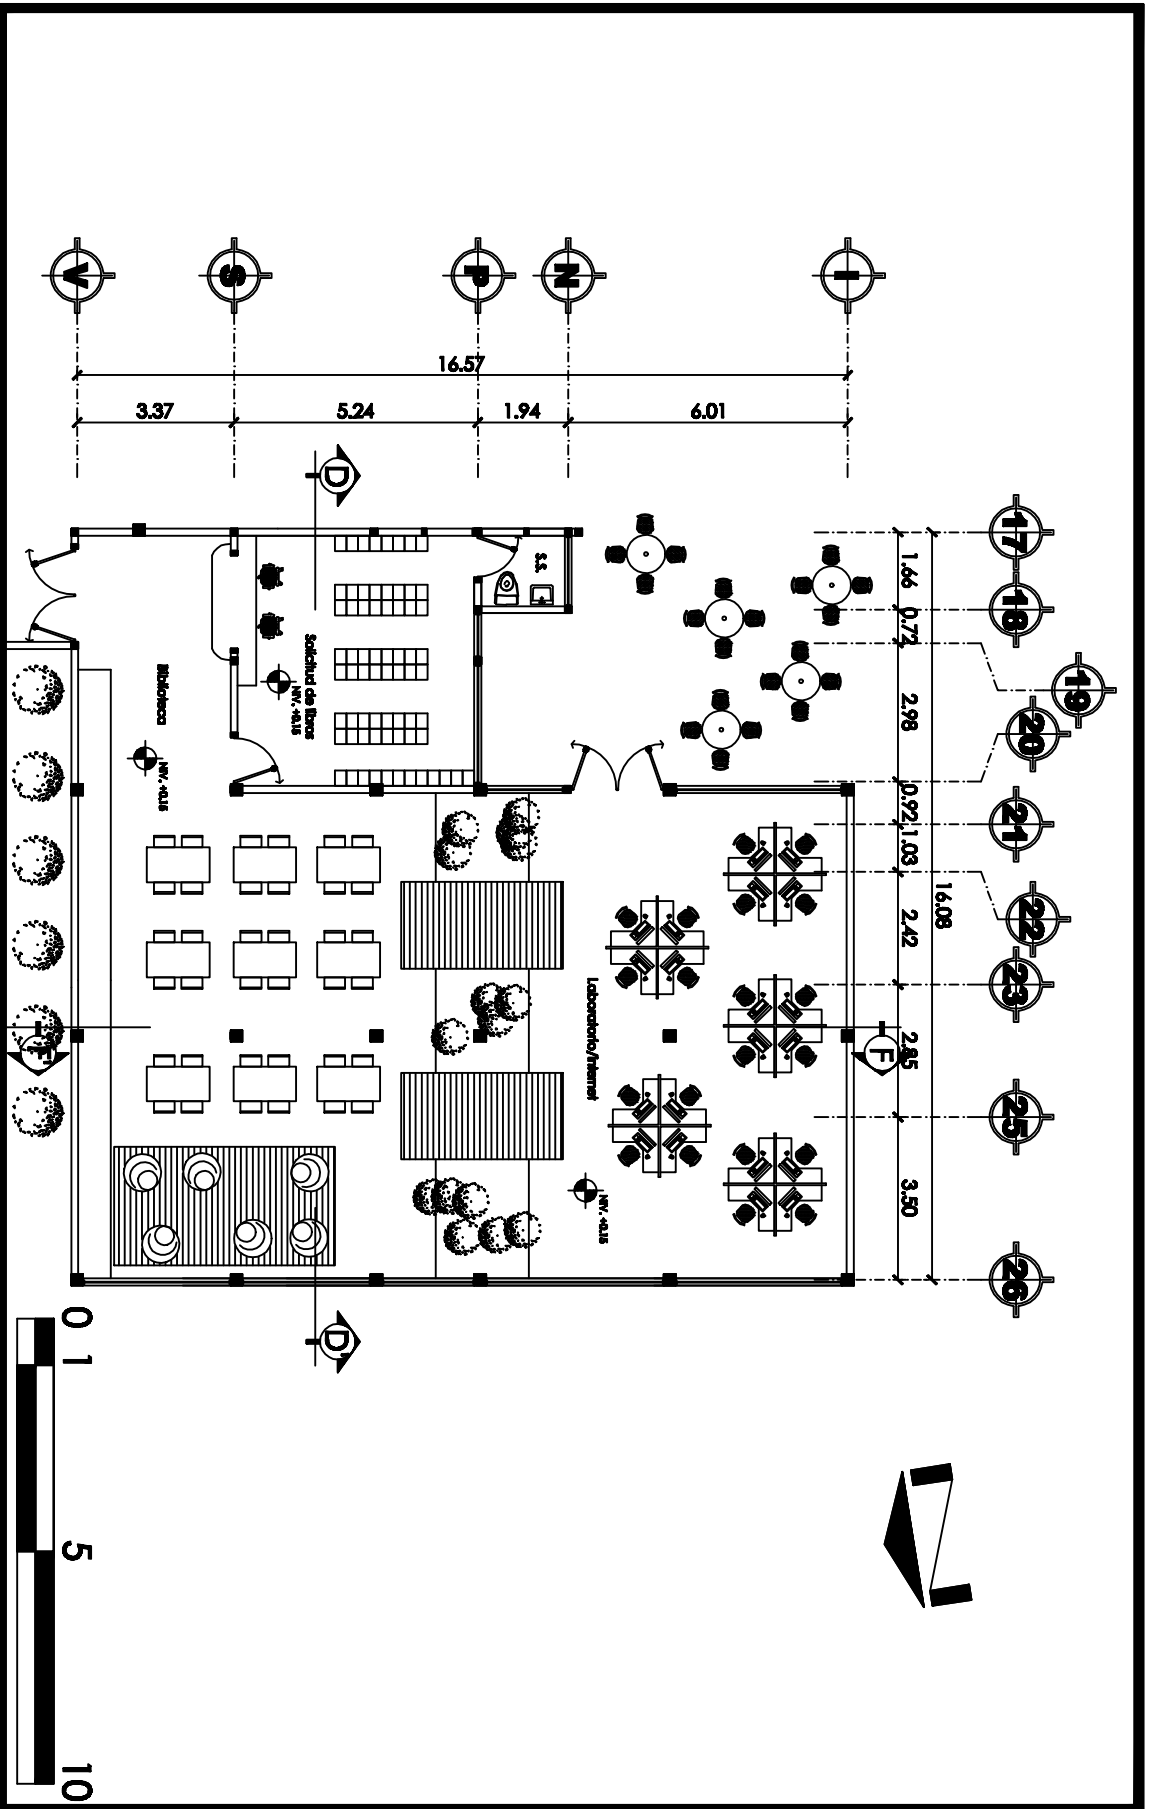 V
S
P
N
I
16.57
3.37
5.24
1.94
6.01
17
18
19
20
21
22
23
25
26
1.66
0.72
2.98
0.92
1.03
2.42
2.85
3.50
16.08
D
D'
F
F'
S.S.
Solicitud de libros
NIV. +0.15
Biblioteca
NIV. +0.15
Laboratorio/Internet
NIV. +0.15
0 1 5 10